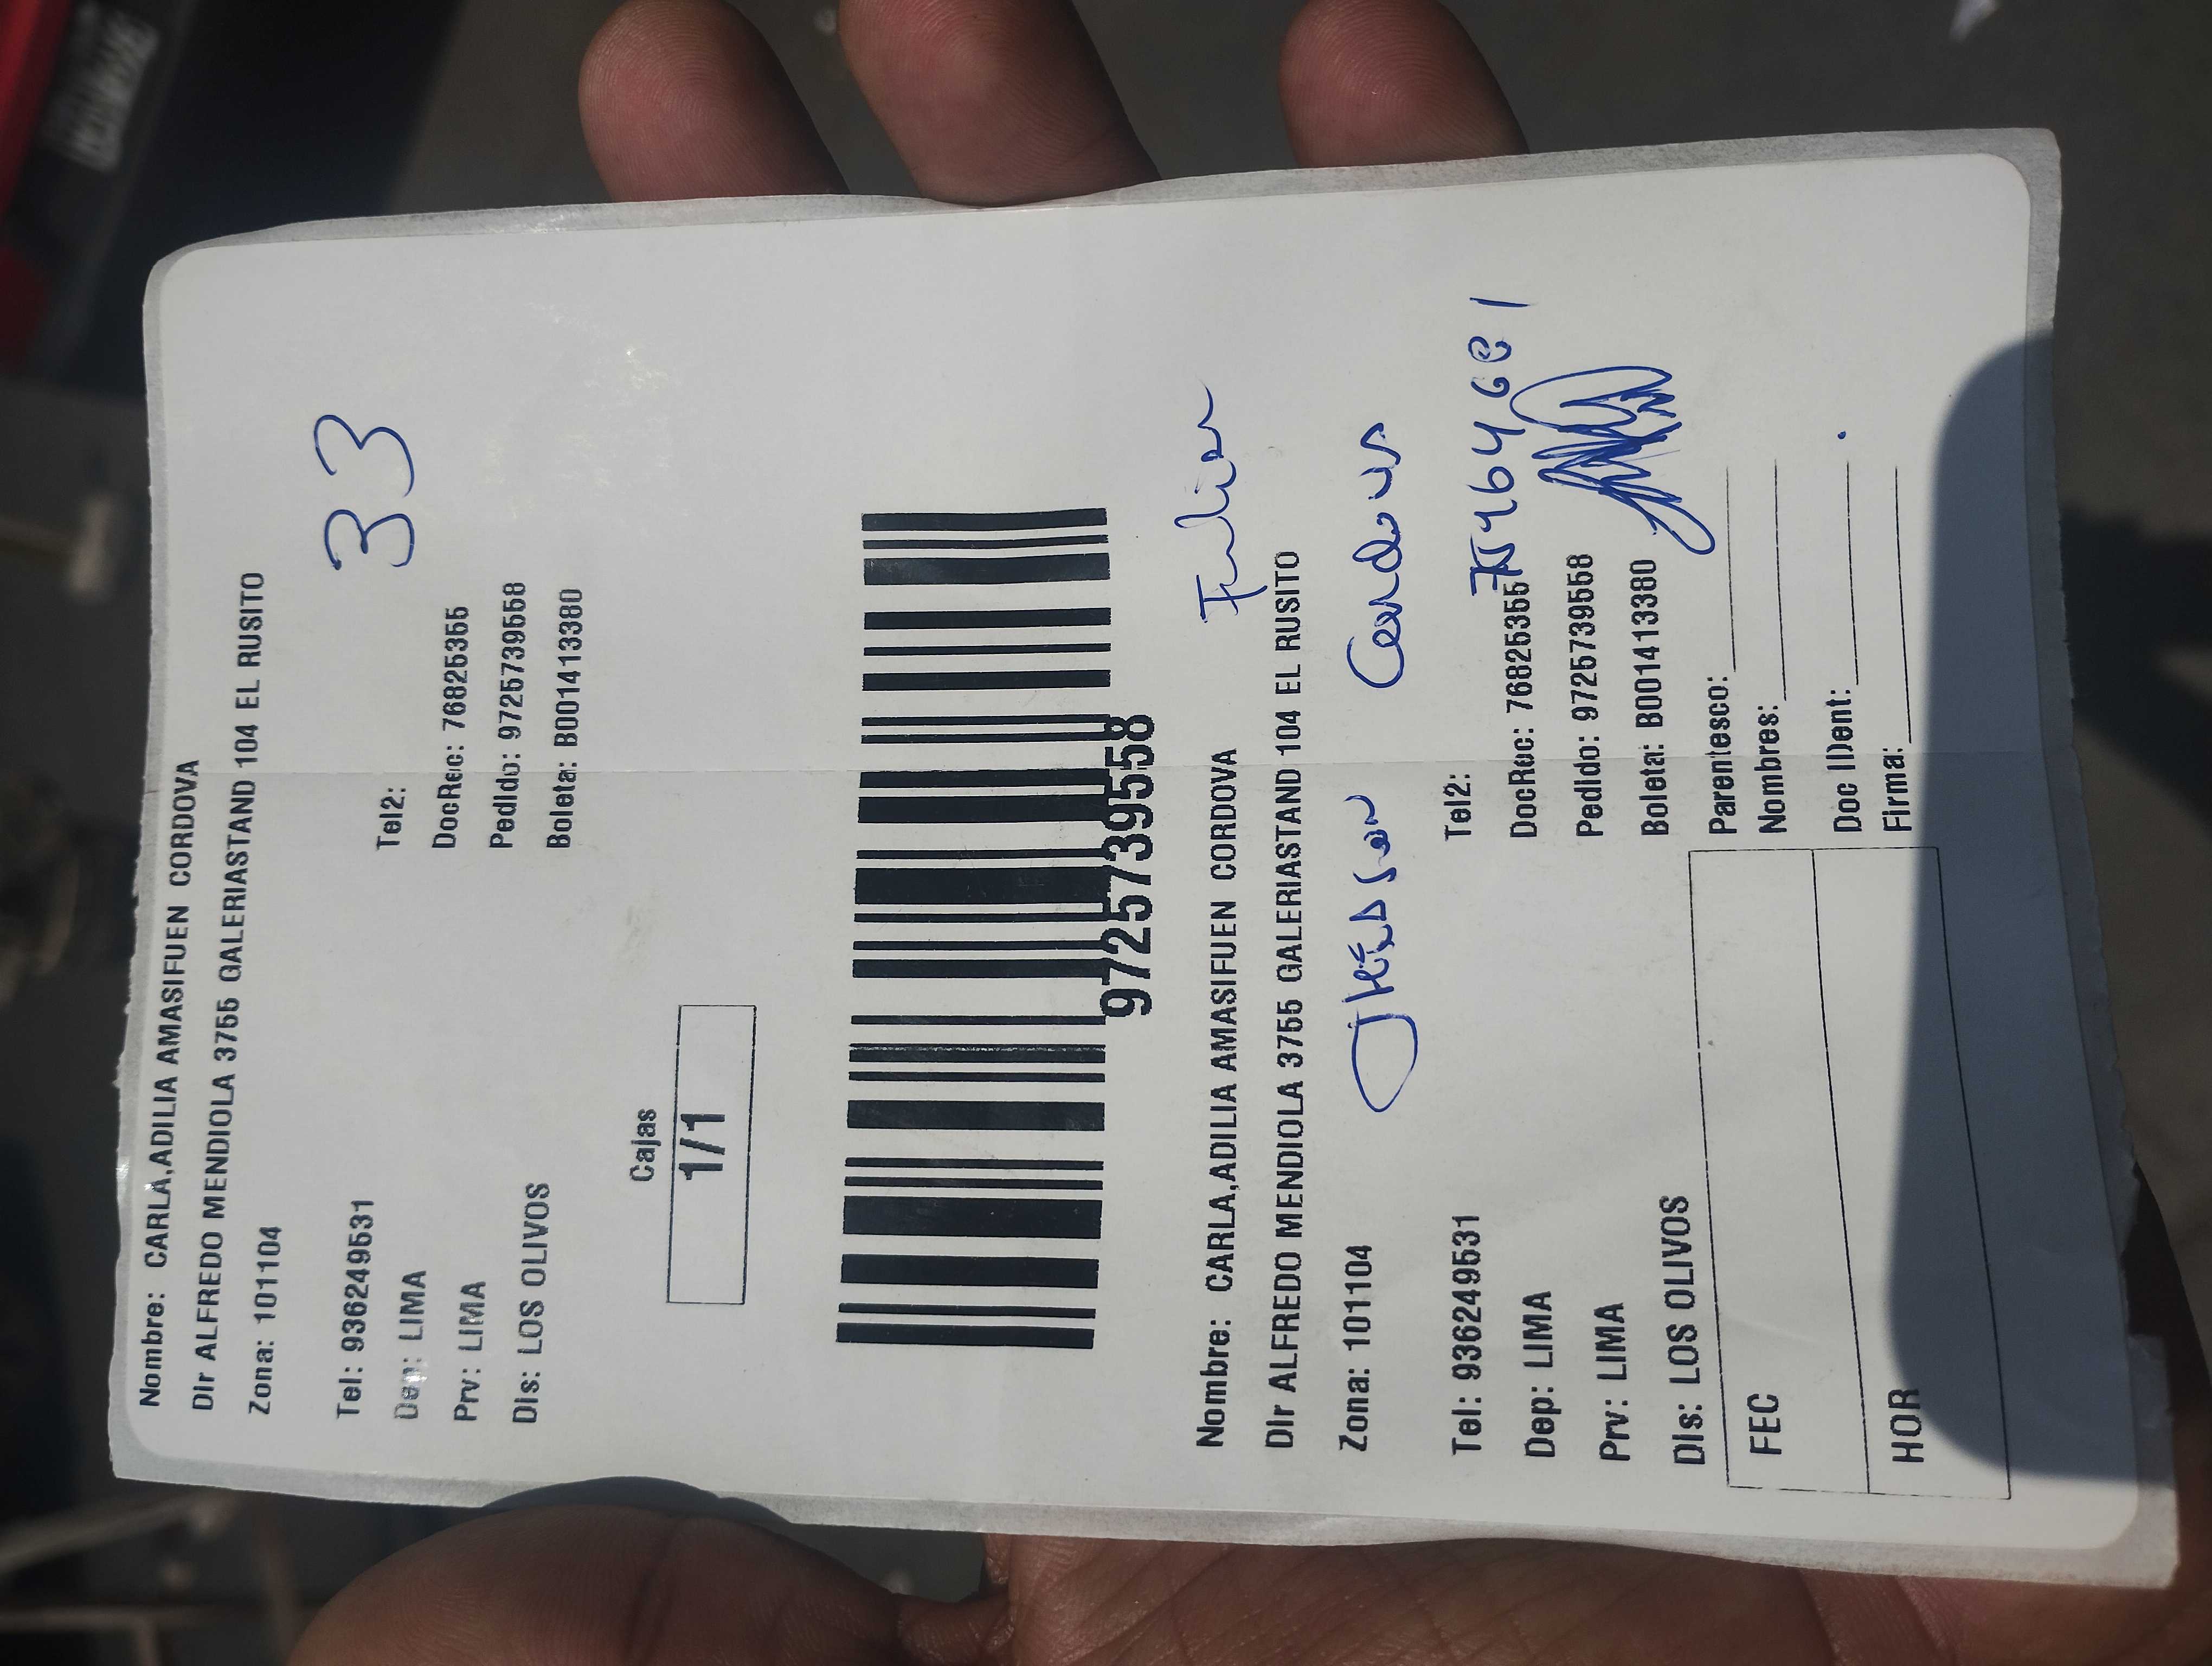 Nombre: CARLA,ADILIA AMASIFUEN CORDOVA
Dir ALFREDO MENDIOLA 3755 GALERIASTAND 104 EL RUSITO
Zona: 101104
33
Tel: 936249531 Tel2:
Dep: LIMA DocRec: 76825355
Prv: LIMA Pedido: 972573955​8
Dis: LOS OLIVOS Boleta: B001413380
Cajas
1/1
9725739558
Nombre: CARLA,ADILIA AMASIFUEN CORDOVA
Dir ALFREDO MENDIOLA 3755 GALERIASTAND 104 EL RUSITO
Zona: 101104
Tel: 936249531 Tel2:
Dep: LIMA DocRec: 76825355
Prv: LIMA Pedido: 9725739558
Dis: LOS OLIVOS Boleta: B001413380
FEC Parentesco:
Nombres:
HOR Doc IDent:
Firma: